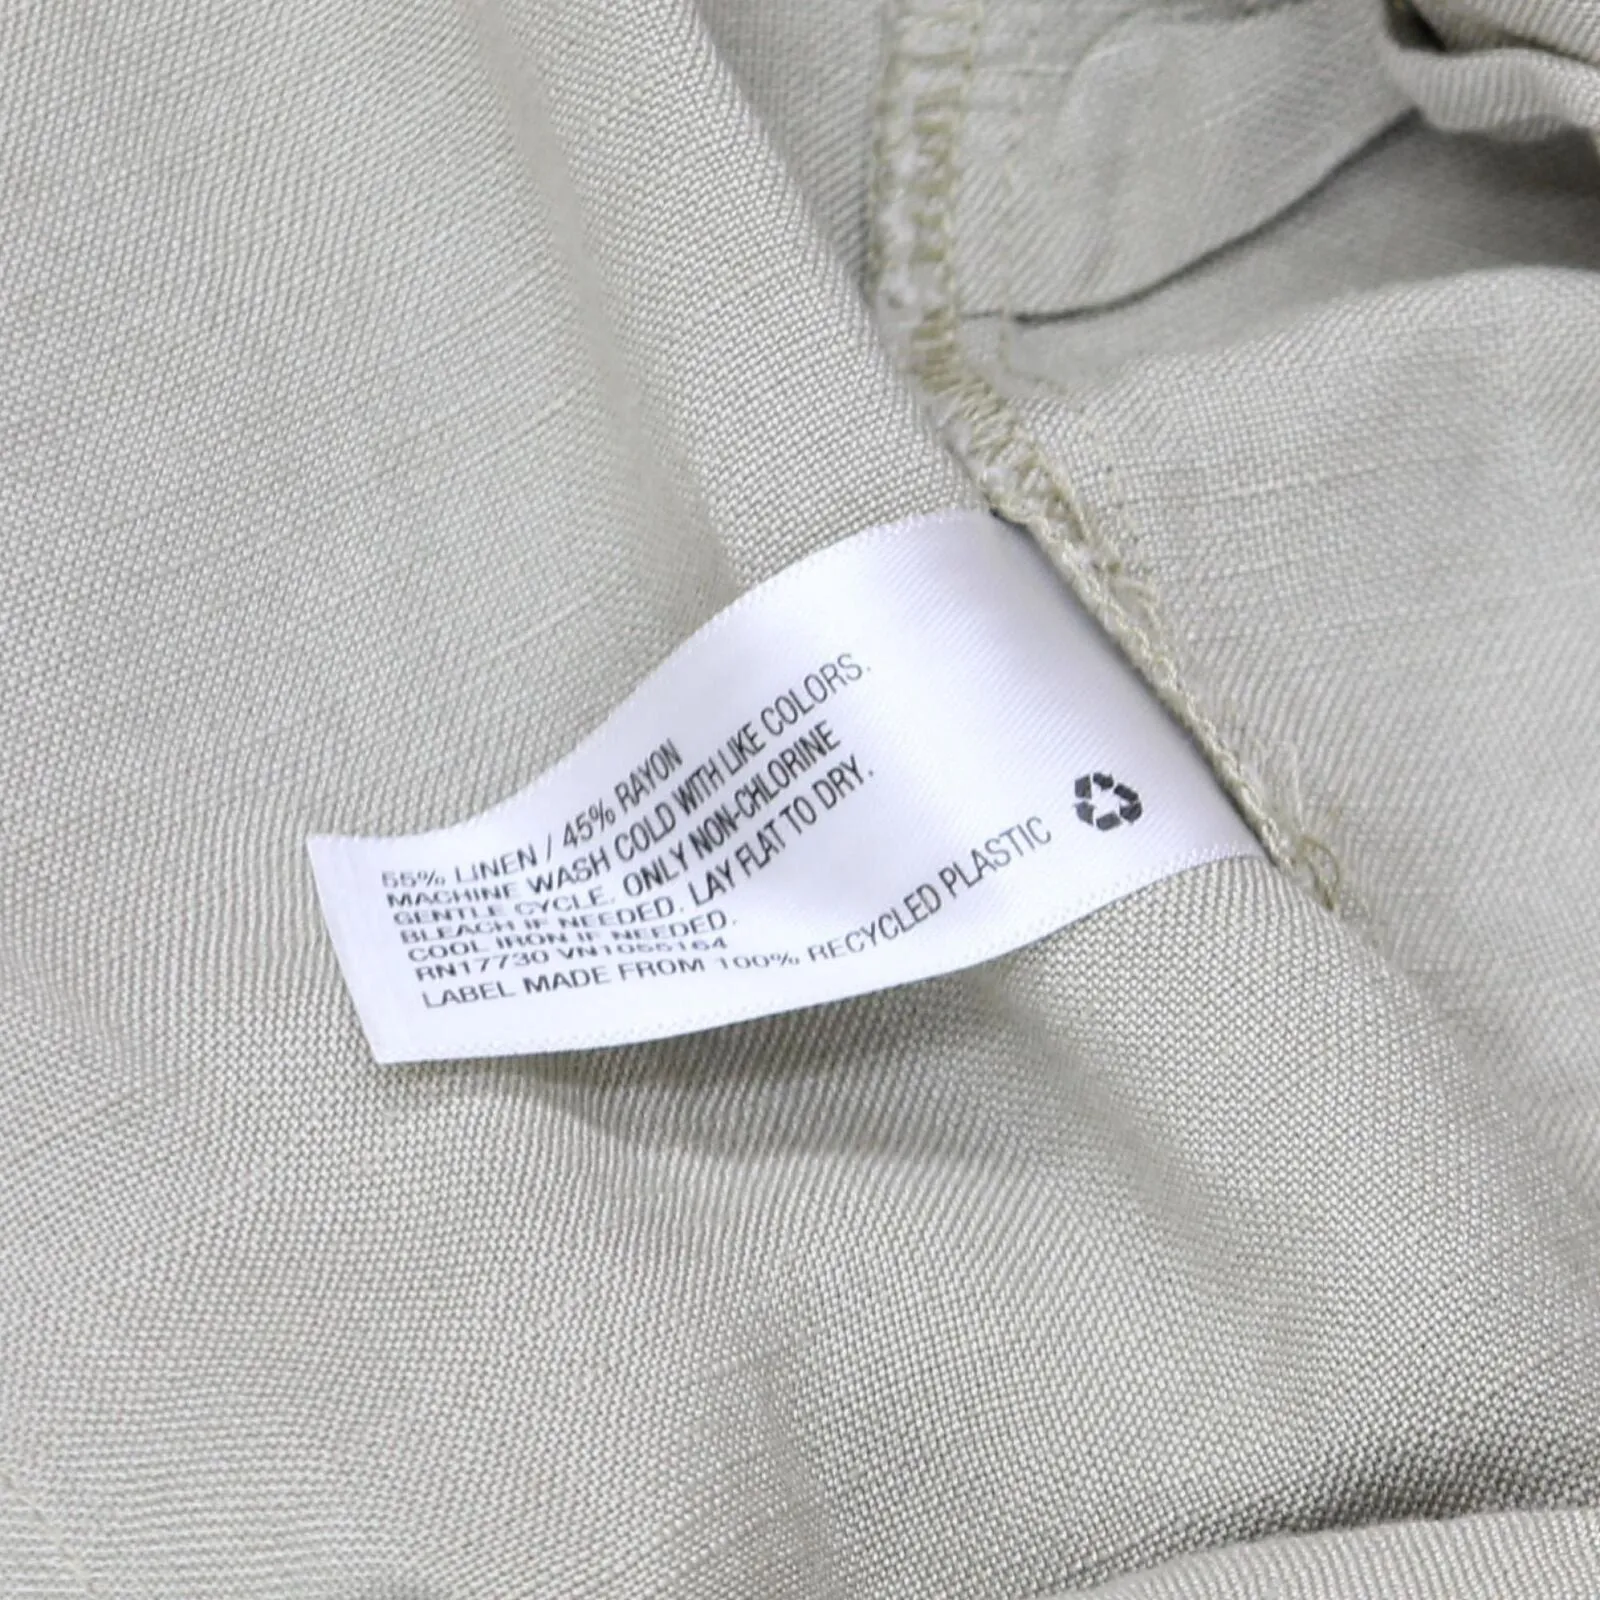 55% LINEN / 45% RAYON
MACHINE WASH COLD WITH LIKE COLORS.
GENTLE CYCLE. ONLY NON-CHLORINE
BLEACH IF NEEDED. LAY FLAT TO DRY.
COOL IRON IF NEEDED.
RN17730 VN1055164
LABEL MADE FROM 100% RECYCLED PLASTIC